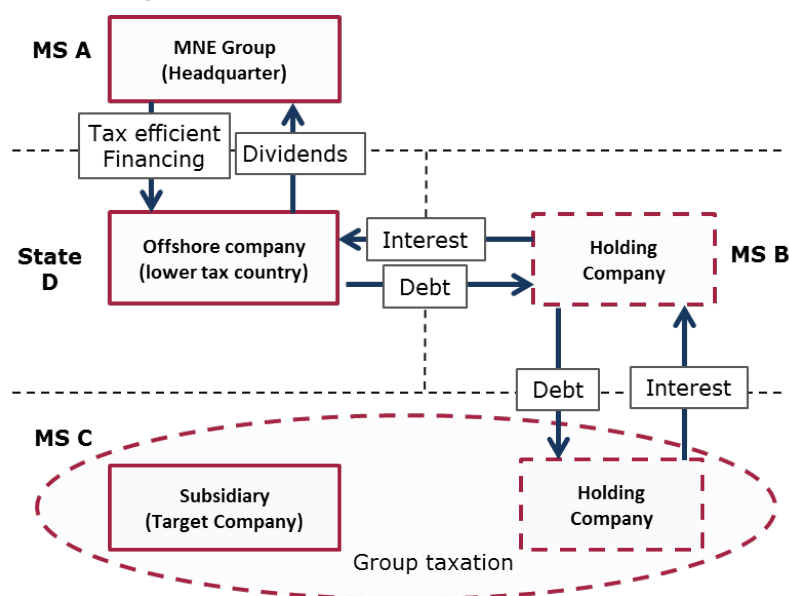 MS A
MNE Group
(Headquarter)
Tax efficient
Financing
Dividends
State
D
Offshore company
(lower tax country)
Interest
Debt
Holding
Company
MS B
Debt
Interest
MS C
Subsidiary
(Target Company)
Holding
Company
Group taxation